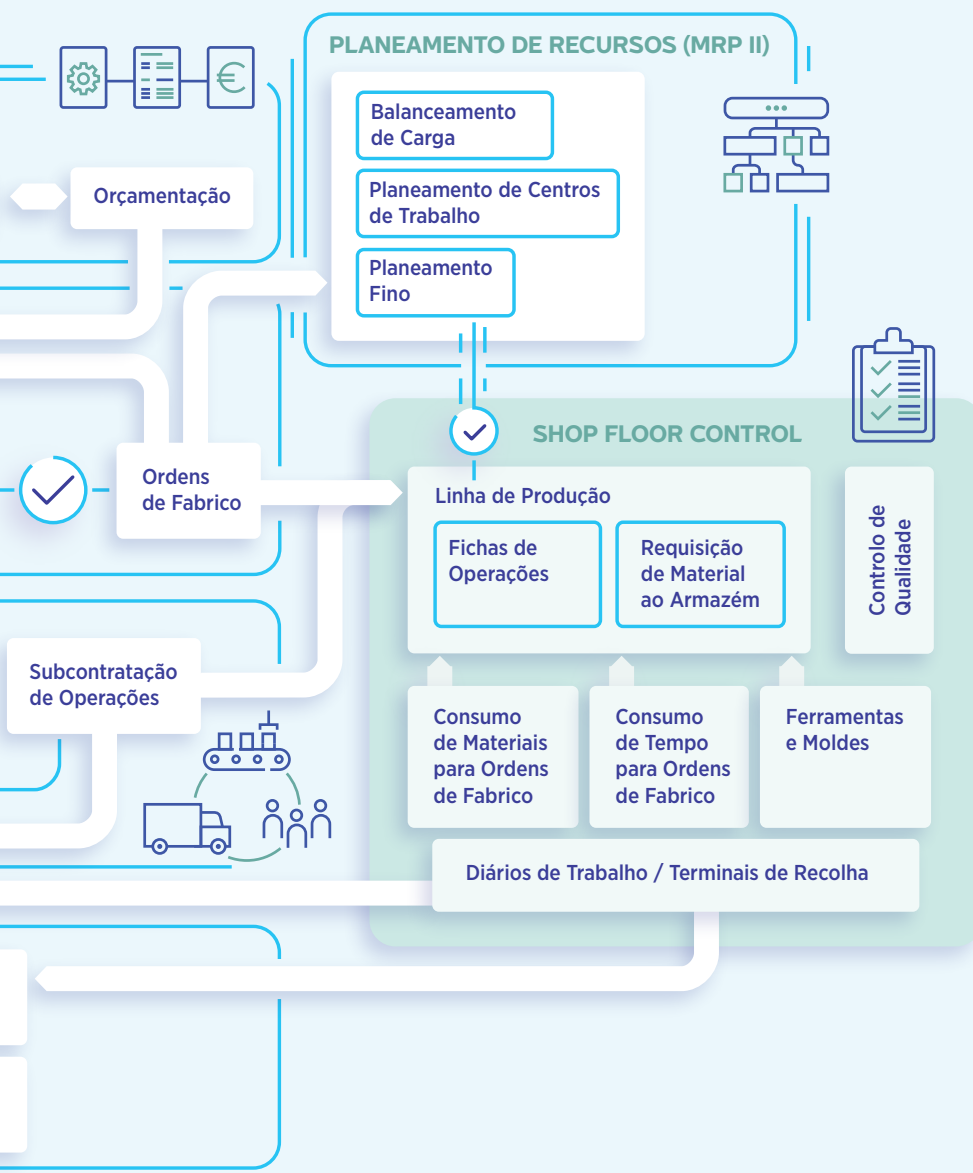 PLANEAMENTO DE RECURSOS (MRP II)
Balanceamento
de Carga
Planeamento de Centros
de Trabalho
Planeamento
Fino
Orçamentação
Ordens
de Fabrico
SHOP FLOOR CONTROL
Linha de Produção
Fichas de
Operações
Requisição
de Material
ao Armazém
Controlo de
Qualidade
Subcontratação
de Operações
Consumo
de Materiais
para Ordens
de Fabrico
Consumo
de Tempo
para Ordens
de Fabrico
Ferramentas
e Moldes
Diários de Trabalho / Terminais de Recolha